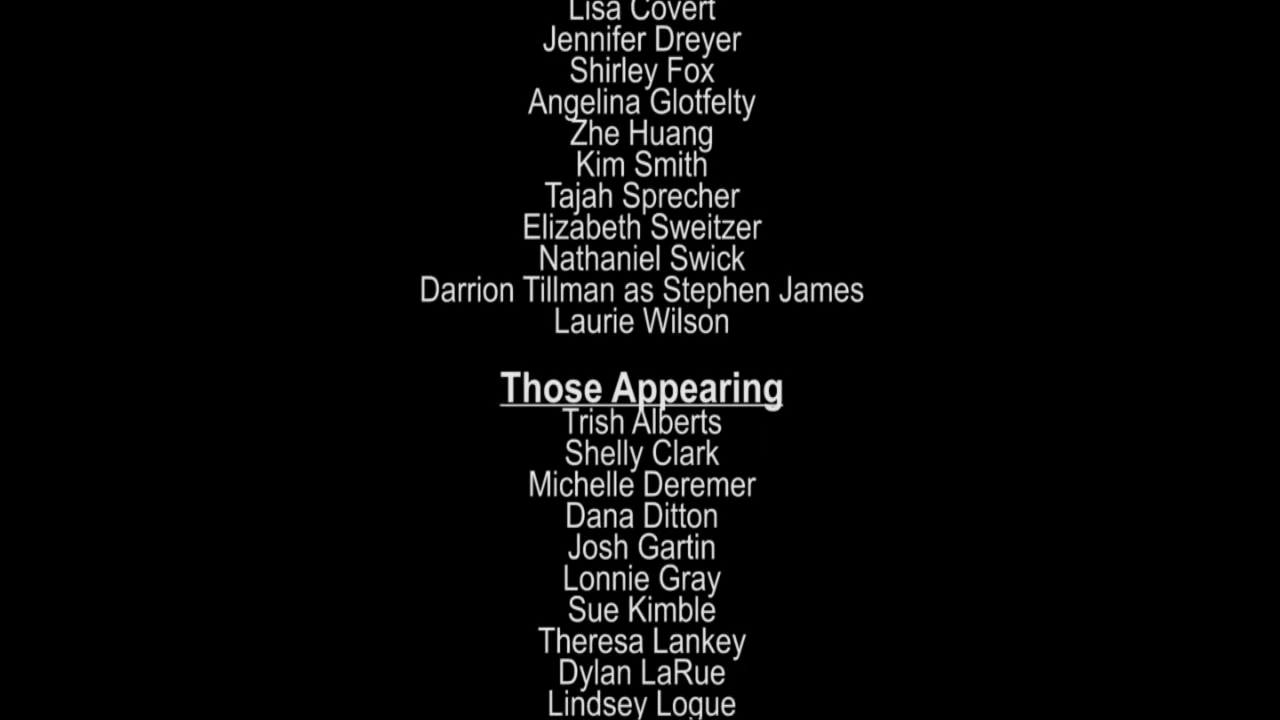 Lisa Covert
Jennifer Dreyer
Shirley Fox
Angelina Glotfelty
Zhe Huang
Kim Smith
Tajah Sprecher
Elizabeth Sweitzer
Nathaniel Swick
Darrion Tillman as Stephen James
Laurie Wilson
Those Appearing
Trish Alberts
Shelly Clark
Michelle Deremer
Dana Ditton
Josh Gartin
Lonnie Gray
Sue Kimble
Theresa Lankey
Dylan LaRue
Lindsey Logue